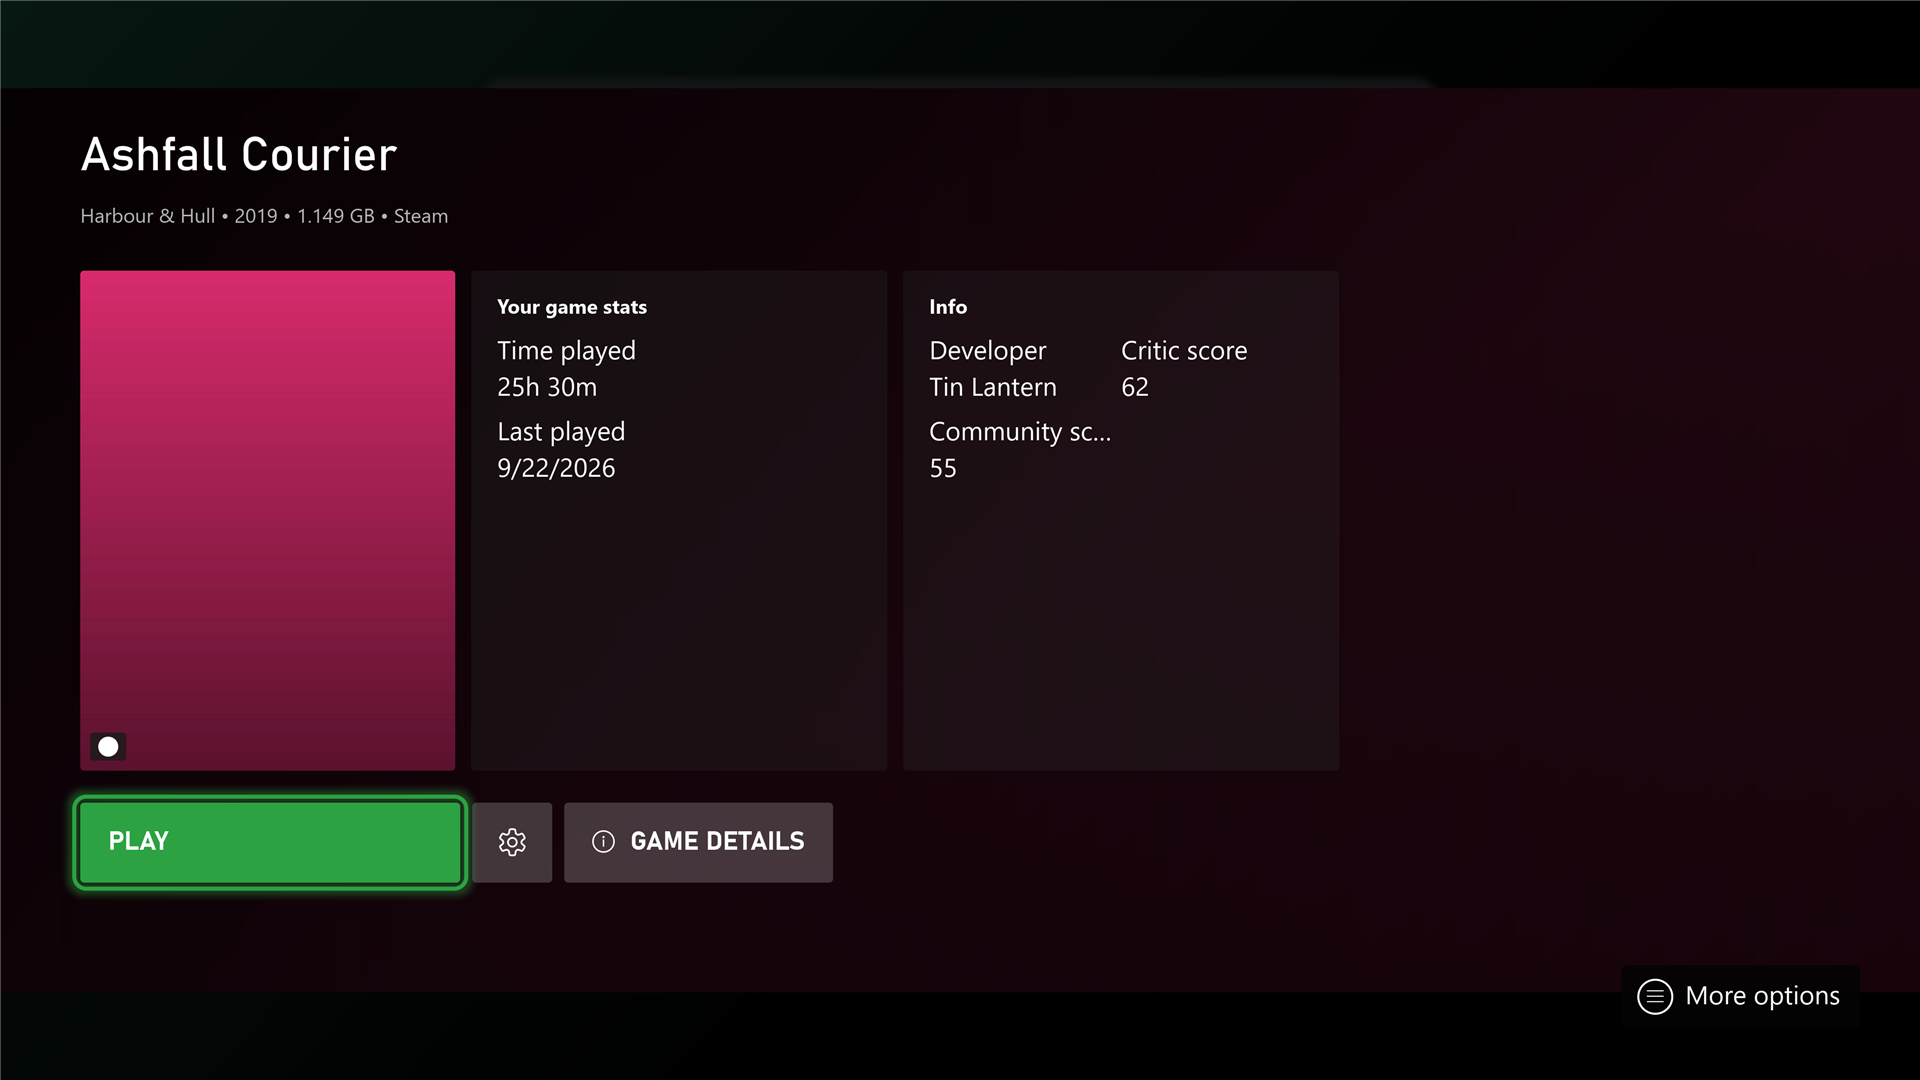 Ashfall Courier
Harbour & Hull • 2019 • 1.149 GB • Steam
Your game stats
Time played
25h 30m
Last played
9/22/2026
Info
Developer
Tin Lantern
Critic score
62
Community sc...
55
PLAY
GAME DETAILS
More options